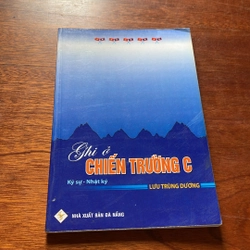 Ghi ở
CHIẾN TRƯỜNG C
Ký sự - Nhật ký
LƯU TRÙNG DƯƠNG
NHÀ XUẤT BẢN ĐÀ NẴNG